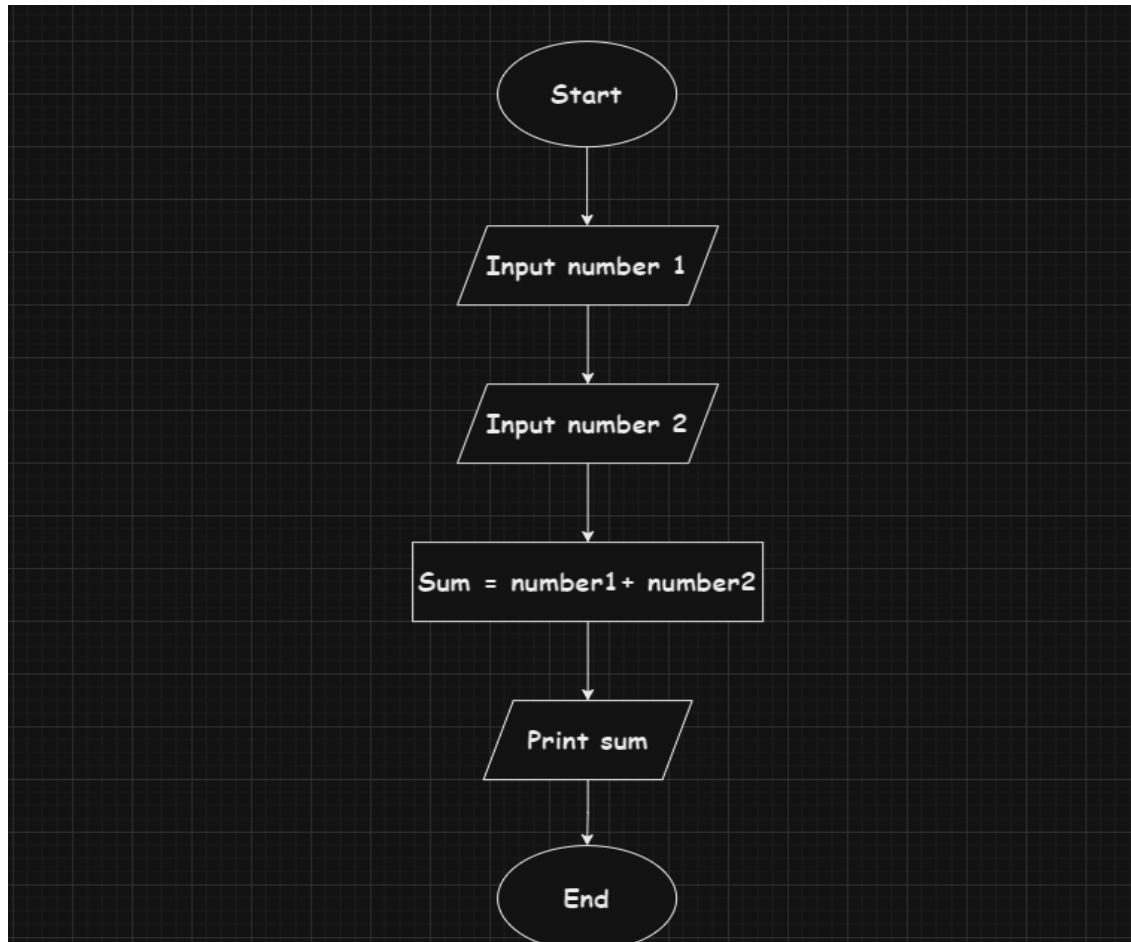 Start
Input number 1
Input number 2
Sum = number1+ number2
Print sum
End